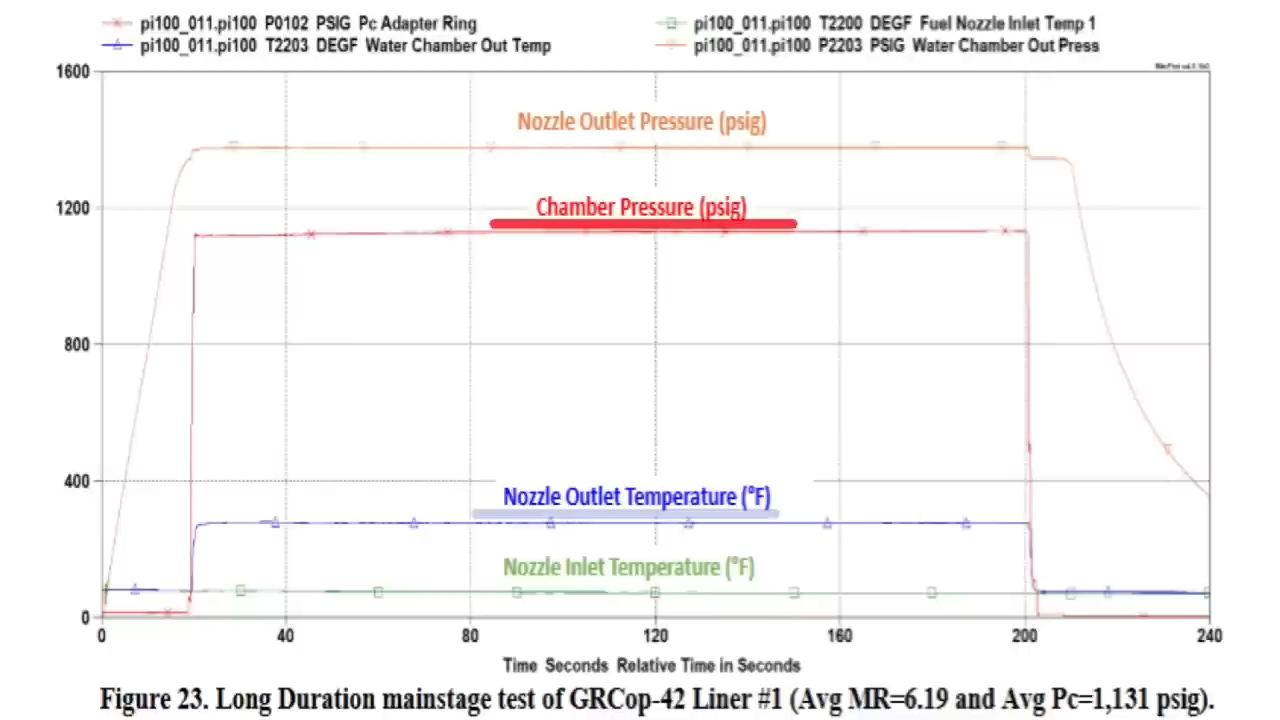 pi100_011.pi100 P0102 PSIG Pc Adapter Ring
pi100_011.pi100 T2200 DEGF Fuel Nozzle Inlet Temp 1
pi100_011.pi100 T2203 DEGF Water Chamber Out Temp
pi100_011.pi100 P2203 PSIG Water Chamber Out Press
1600
Nozzle Outlet Pressure (psig)
1200
Chamber Pressure (psig)
800
400
Nozzle Outlet Temperature (°F)
Nozzle Inlet Temperature (°F)
0
0 40 80 120 160 200 240
Time Seconds Relative Time in Seconds
Figure 23. Long Duration mainstage test of GRCop-42 Liner #1 (Avg MR=6.19 and Avg Pc=1,131 psig).